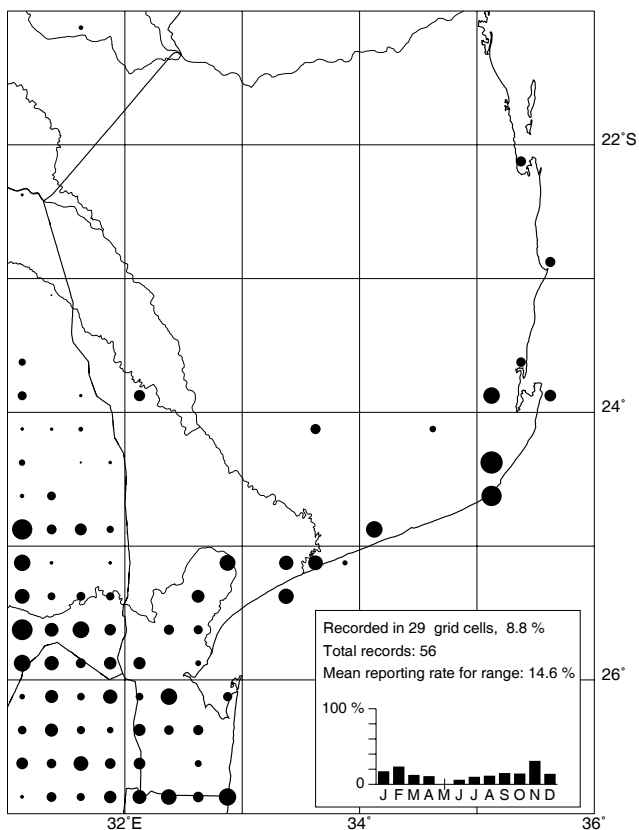 22°S
24°
Recorded in 29 grid cells, 8.8 %
Total records: 56
Mean reporting rate for range: 14.6 %
26°
100 %
0
J F M A M J J A S O N D
32°E 34° 36°